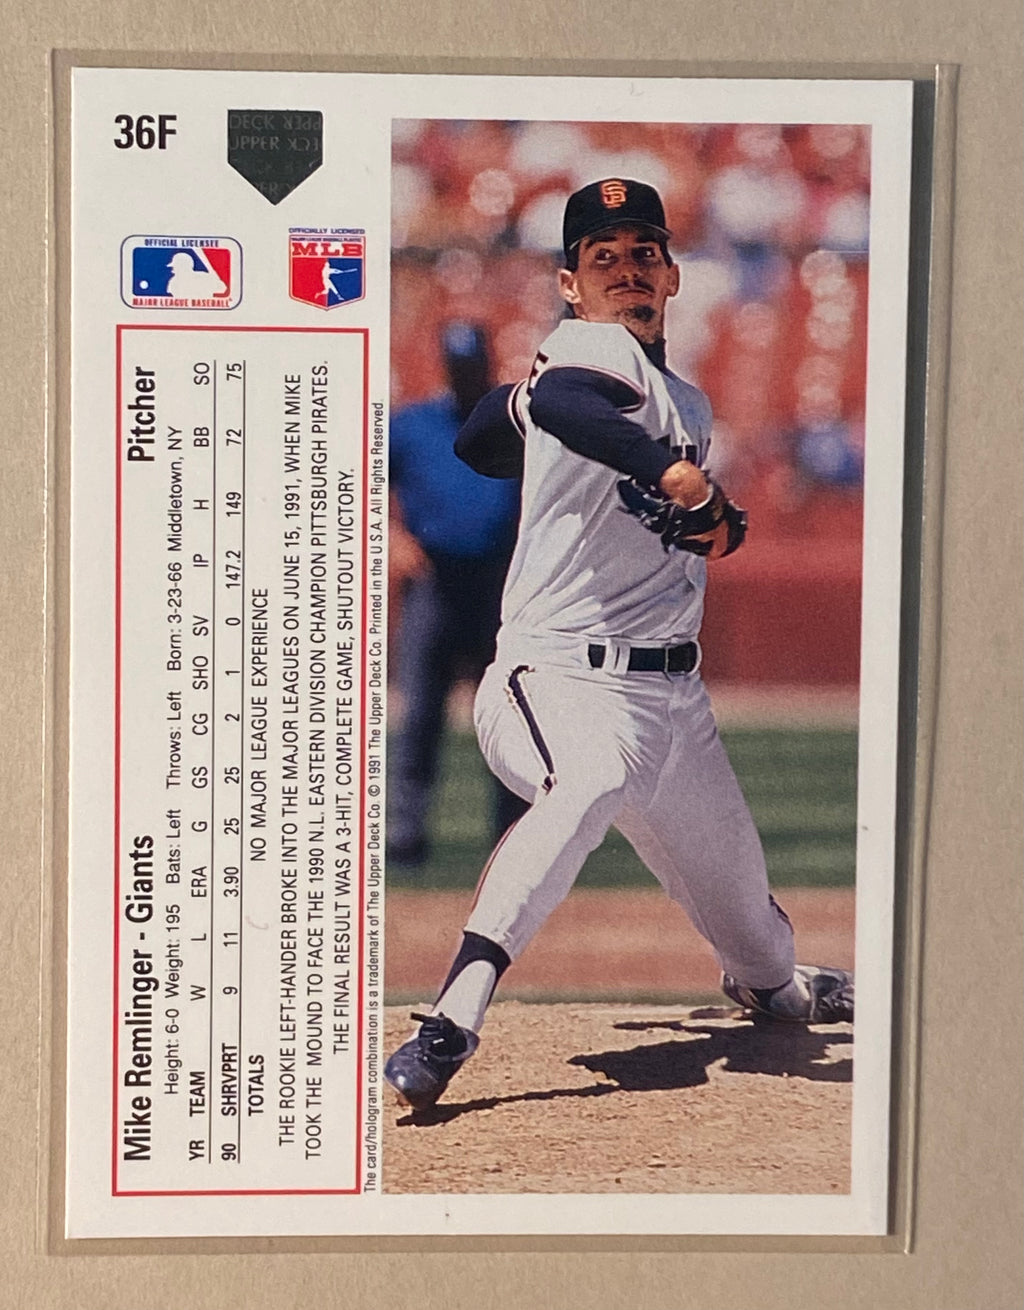 36F
DECK
UPPER
OFFICIAL LICENSEE
MAJOR LEAGUE BASEBALL
OFFICIALLY LICENSED
MLB
Mike Remlinger - Giants Pitcher
Height: 6-0 Weight: 195 Bats: Left Throws: Left Born: 3-23-66 Middletown, NY
YR TEAM W L ERA G GS CG SHO SV IP H BB SO
90 SHRVPRT 9 11 3.90 25 25 2 1 0 147.2 149 72 75
TOTALS NO MAJOR LEAGUE EXPERIENCE
THE ROOKIE LEFT-HANDER BROKE INTO THE MAJOR LEAGUES ON JUNE 15, 1991, WHEN MIKE
TOOK THE MOUND TO FACE THE 1990 N.L. EASTERN DIVISION CHAMPION PITTSBURGH PIRATES.
THE FINAL RESULT WAS A 3-HIT, COMPLETE GAME, SHUTOUT VICTORY.
The card/hologram combination is a trademark of The Upper Deck Co. © 1991 The Upper Deck Co. Printed in the U.S.A. All Rights Reserved.
SF